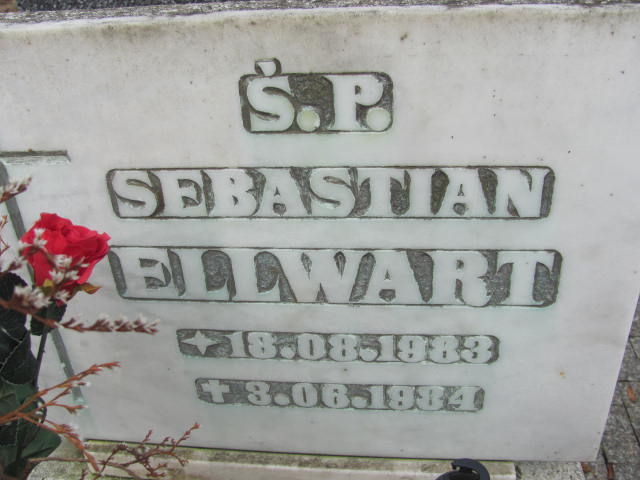 Ś.P.
SEBASTIAN
ELLWART
18.08.1983
3.06.1984